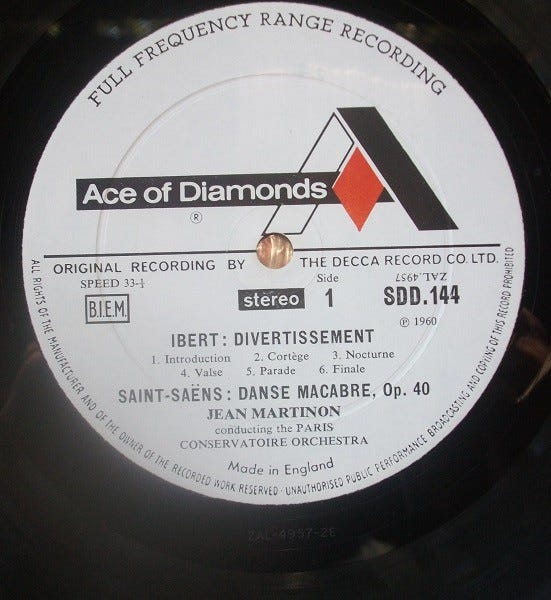 FULL FREQUENCY RANGE RECORDING
Ace of Diamonds
®
ORIGINAL RECORDING BY THE DECCA RECORD CO. LTD.
SPEED 33⅓
B.I.E.M.
stereo
Side
1
ZAL.4957
SDD.144
℗ 1960
IBERT: DIVERTISSEMENT
1. Introduction 2. Cortège 3. Nocturne
4. Valse 5. Parade 6. Finale
SAINT-SAËNS: DANSE MACABRE, Op. 40
JEAN MARTINON
conducting the PARIS
CONSERVATOIRE ORCHESTRA
Made in England
ALL RIGHTS OF THE MANUFACTURER AND OF THE OWNER OF THE RECORDED WORK RESERVED · UNAUTHORISED PUBLIC PERFORMANCE BROADCASTING AND COPYING OF THIS RECORD PROHIBITED
ZAL-4957-2E